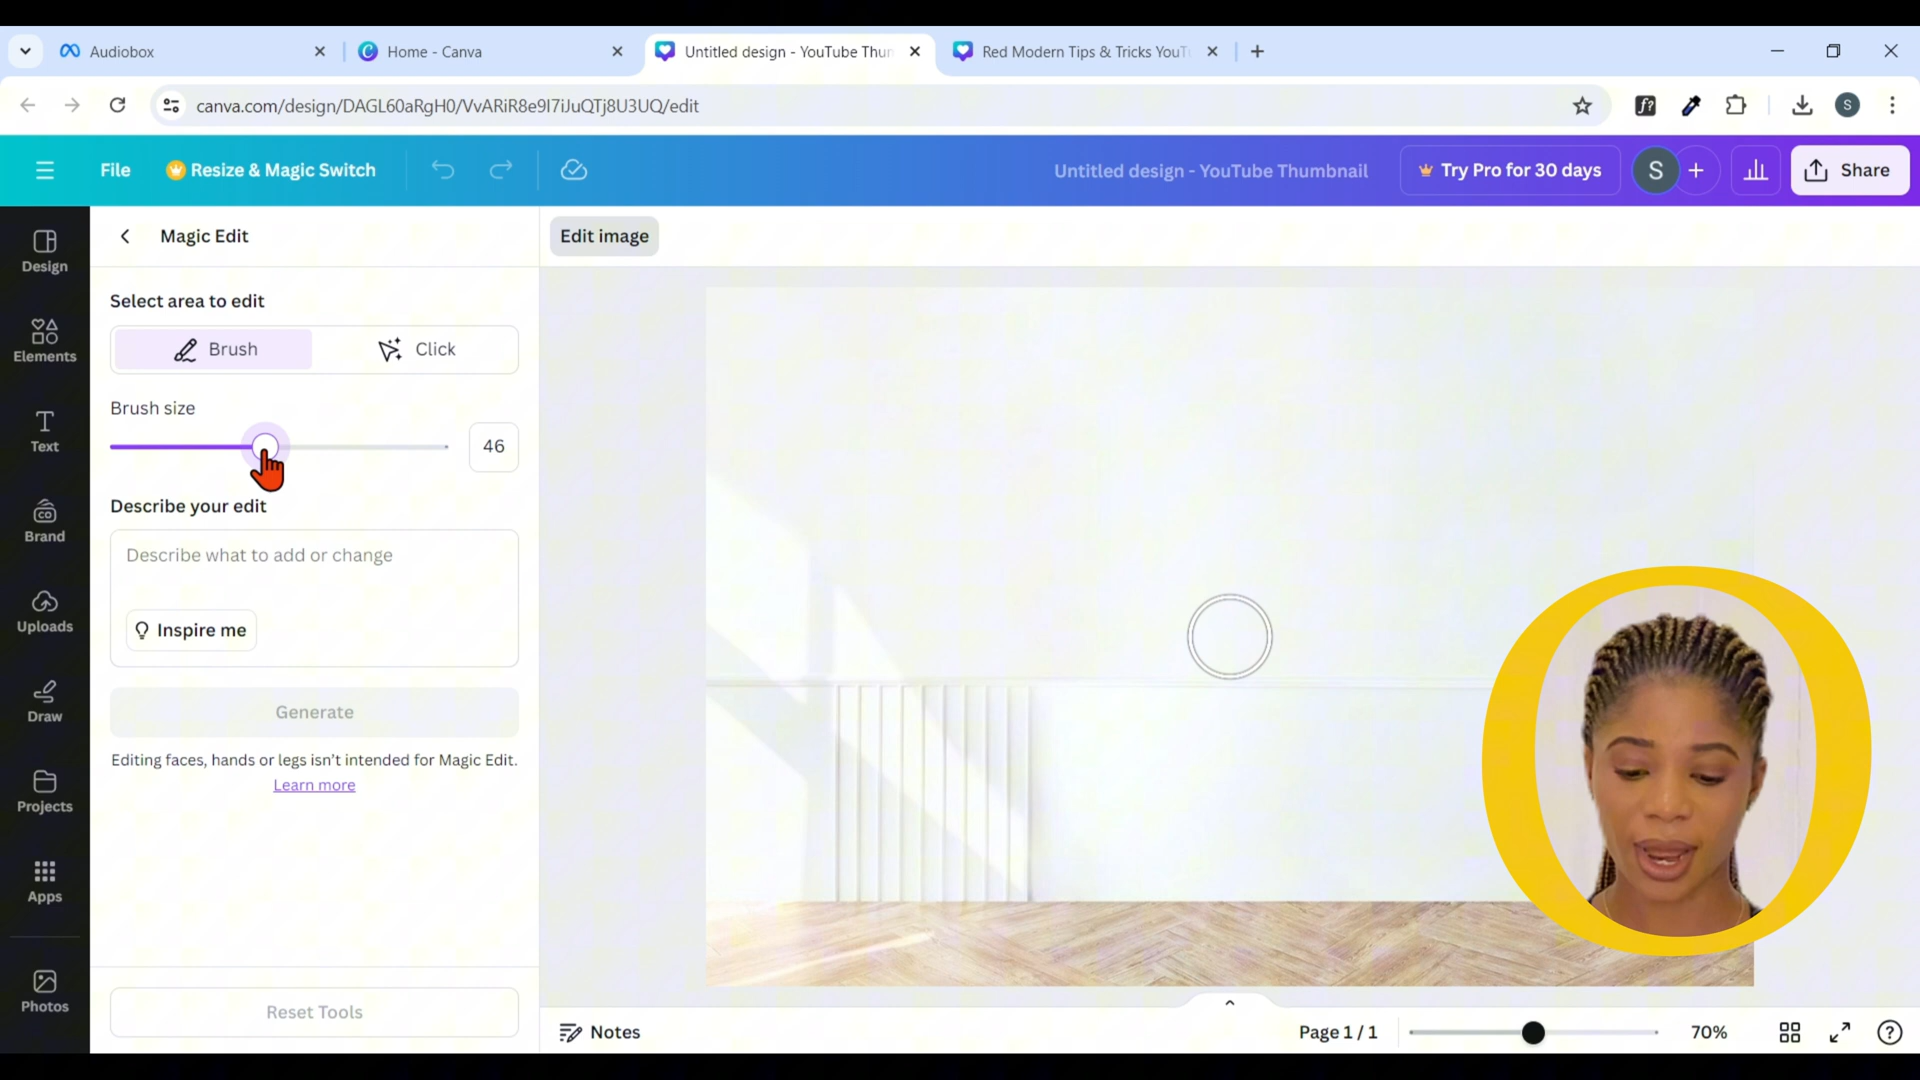 Audiobox
Home - Canva
Untitled design - YouTube Thun
Red Modern Tips & Tricks YouT
canva.com/design/DAGL60aRgH0/VvARiR8e9I7iJuQTj8U3UQ/edit
f?
S
File
Resize & Magic Switch
Untitled design - YouTube Thumbnail
Try Pro for 30 days
S
Share
Design
Elements
Text
Brand
Uploads
Draw
Projects
Apps
Photos
Magic Edit
Select area to edit
Brush
Click
Brush size
46
Describe your edit
Describe what to add or change
Inspire me
Generate
Editing faces, hands or legs isn't intended for Magic Edit.
Learn more
Reset Tools
Edit image
Notes
Page 1 / 1
70%